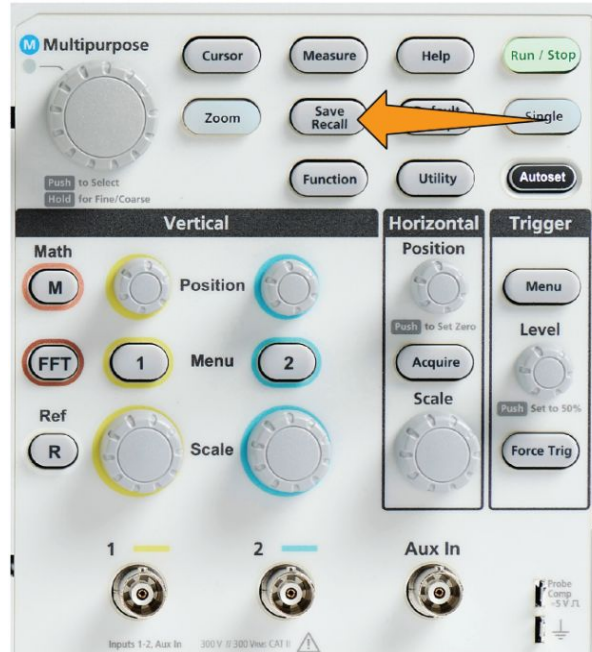 M Multipurpose
Cursor
Measure
Help
Run / Stop
Zoom
Save
Recall
Single
Push to Select
Hold for Fine/Coarse
Function
Utility
Autoset
Vertical
Horizontal
Trigger
Math
M
Position
Position
Push to Set Zero
Menu
FFT
1
Menu
2
Acquire
Level
Push Set to 50%
Ref
R
Scale
Scale
Force Trig
1
2
Aux In
Probe
Comp
~5 V
Inputs 1-2, Aux In
300 V
300 VRMS CAT II